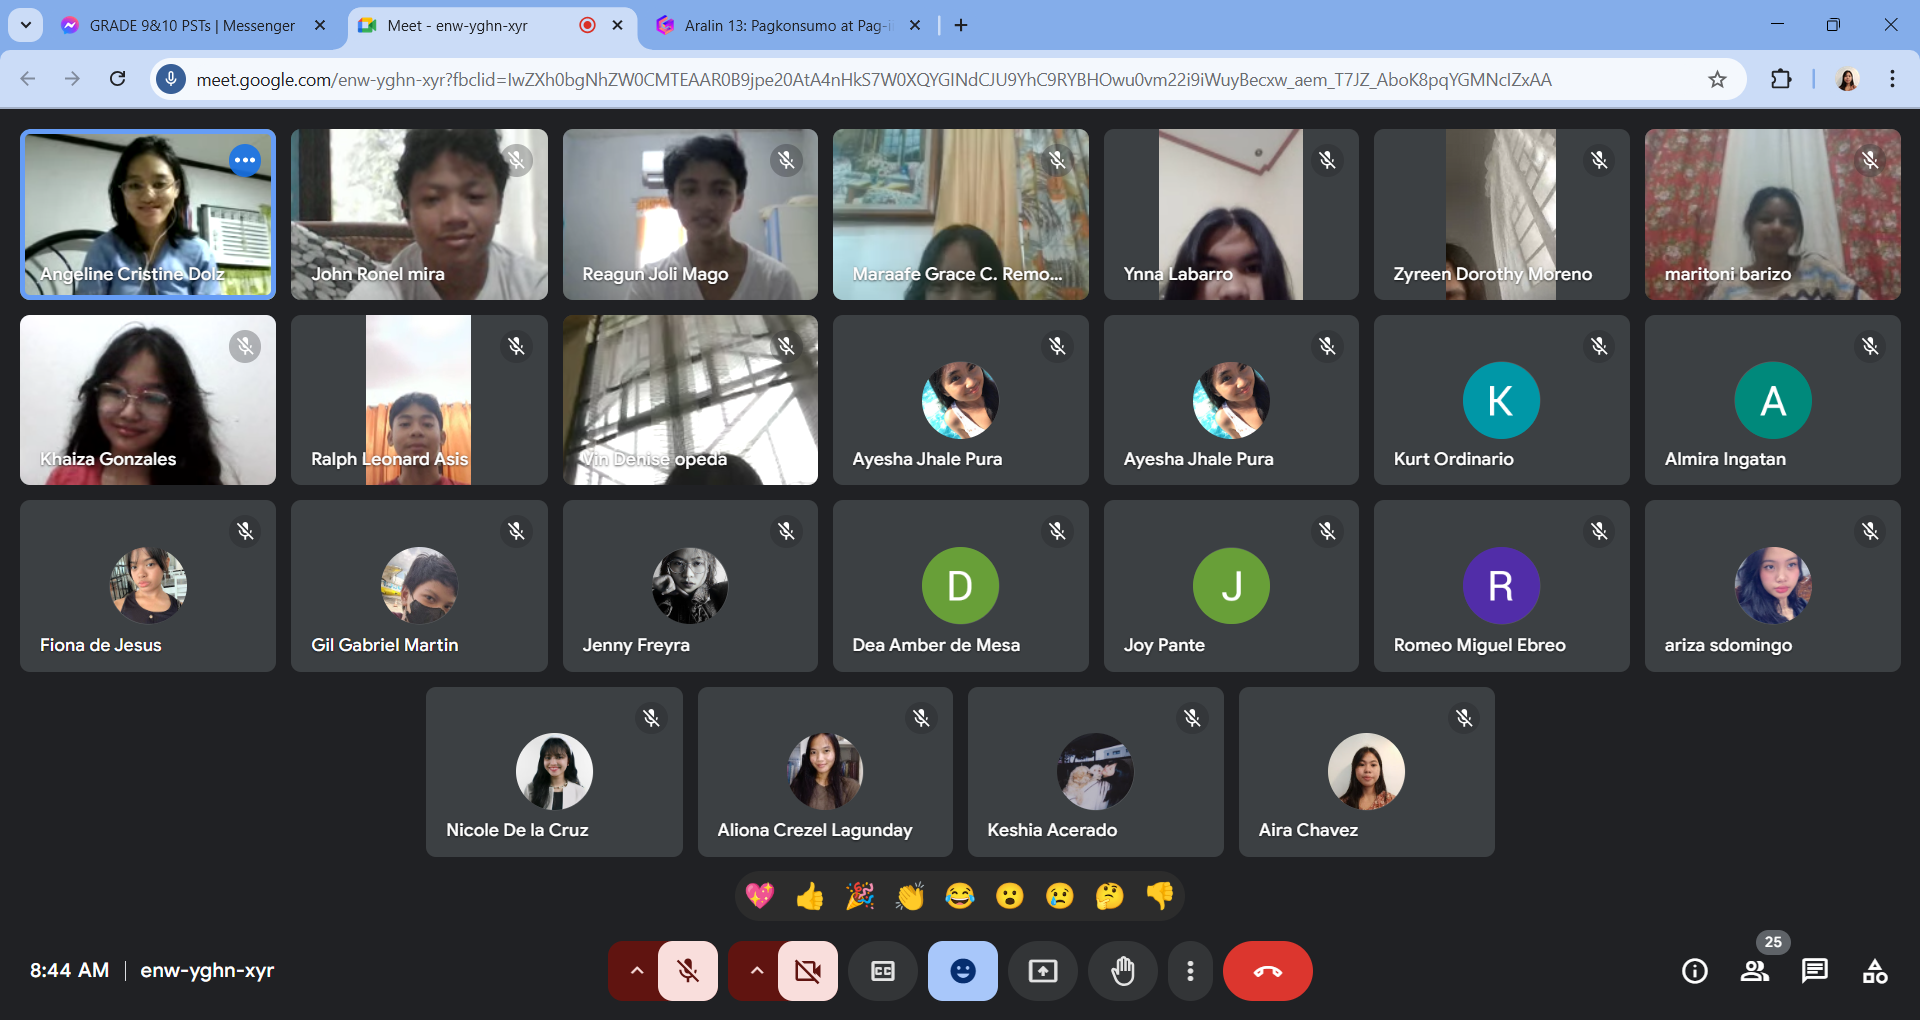 GRADE 9&10 PSTs | Messenger
Meet - enw-yghn-xyr
Aralin 13: Pagkonsumo at Pag-i
meet.google.com/enw-yghn-xyr?fbclid=IwZXh0bgNhZW0CMTEAAR0B9jpe20AtA4nHkS7W0XQYGINdCJU9YhC9RYBHOwu0vm22i9iWuyBecxw_aem_T7JZ_AboK8pqYGMNcIZxAA
Angeline Cristine Dolz
John Ronel mira
Reagun Joli Mago
Maraafe Grace C. Remo...
Ynna Labarro
Zyreen Dorothy Moreno
maritoni barizo
Khaiza Gonzales
Ralph Leonard Asis
Vin Denise opeda
Ayesha Jhale Pura
Ayesha Jhale Pura
K
Kurt Ordinario
A
Almira Ingatan
Fiona de Jesus
Gil Gabriel Martin
Jenny Freyra
D
Dea Amber de Mesa
J
Joy Pante
R
Romeo Miguel Ebreo
ariza sdomingo
Nicole De la Cruz
Aliona Crezel Lagunday
Keshia Acerado
Aira Chavez
8:44 AM | enw-yghn-xyr
CC
25